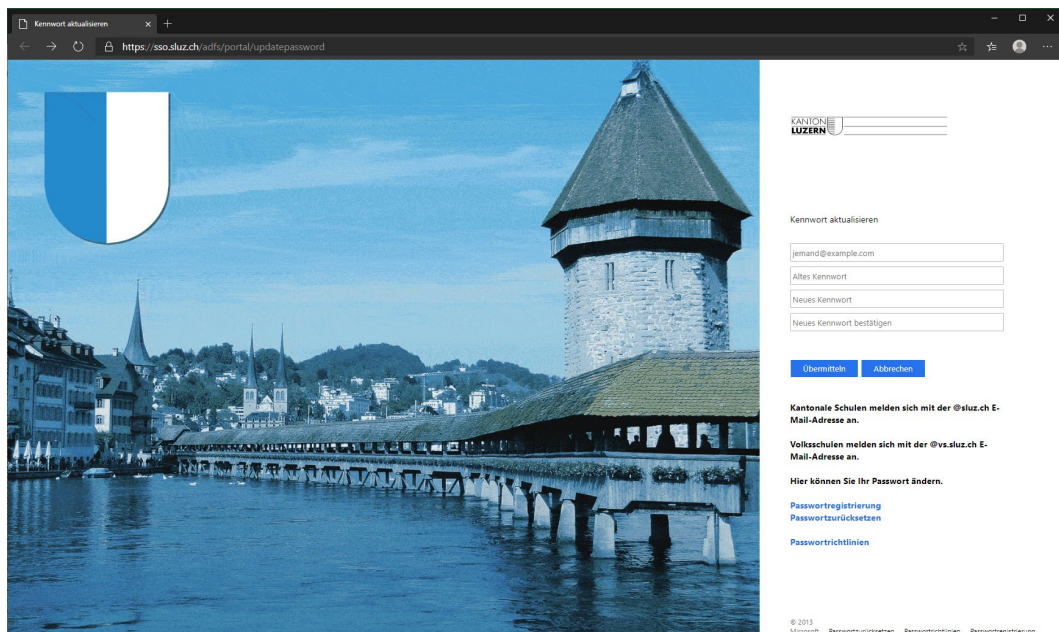 Kennwort aktualisieren
https://sso.sluz.ch/adfs/portal/updatepassword
KANTON
LUZERN
Kennwort aktualisieren
jemand@example.com
Altes Kennwort
Neues Kennwort
Neues Kennwort bestätigen
Übermitteln Abbrechen
Kantonale Schulen melden sich mit der @sluz.ch E-
Mail-Adresse an.
Volksschulen melden sich mit der @vs.sluz.ch E-
Mail-Adresse an.
Hier können Sie Ihr Passwort ändern.
Passwortregistrierung
Passwortzurücksetzen
Passwortrichtlinien
© 2013
Microsoft Passwortzurücksetzen Passwortrichtlinien Passwortregistrierung